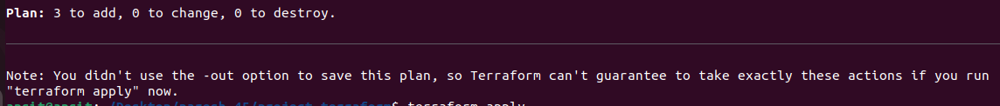 Plan: 3 to add, 0 to change, 0 to destroy.
Note: You didn't use the -out option to save this plan, so Terraform can't guarantee to take exactly these actions if you run
"terraform apply" now.
terraform apply